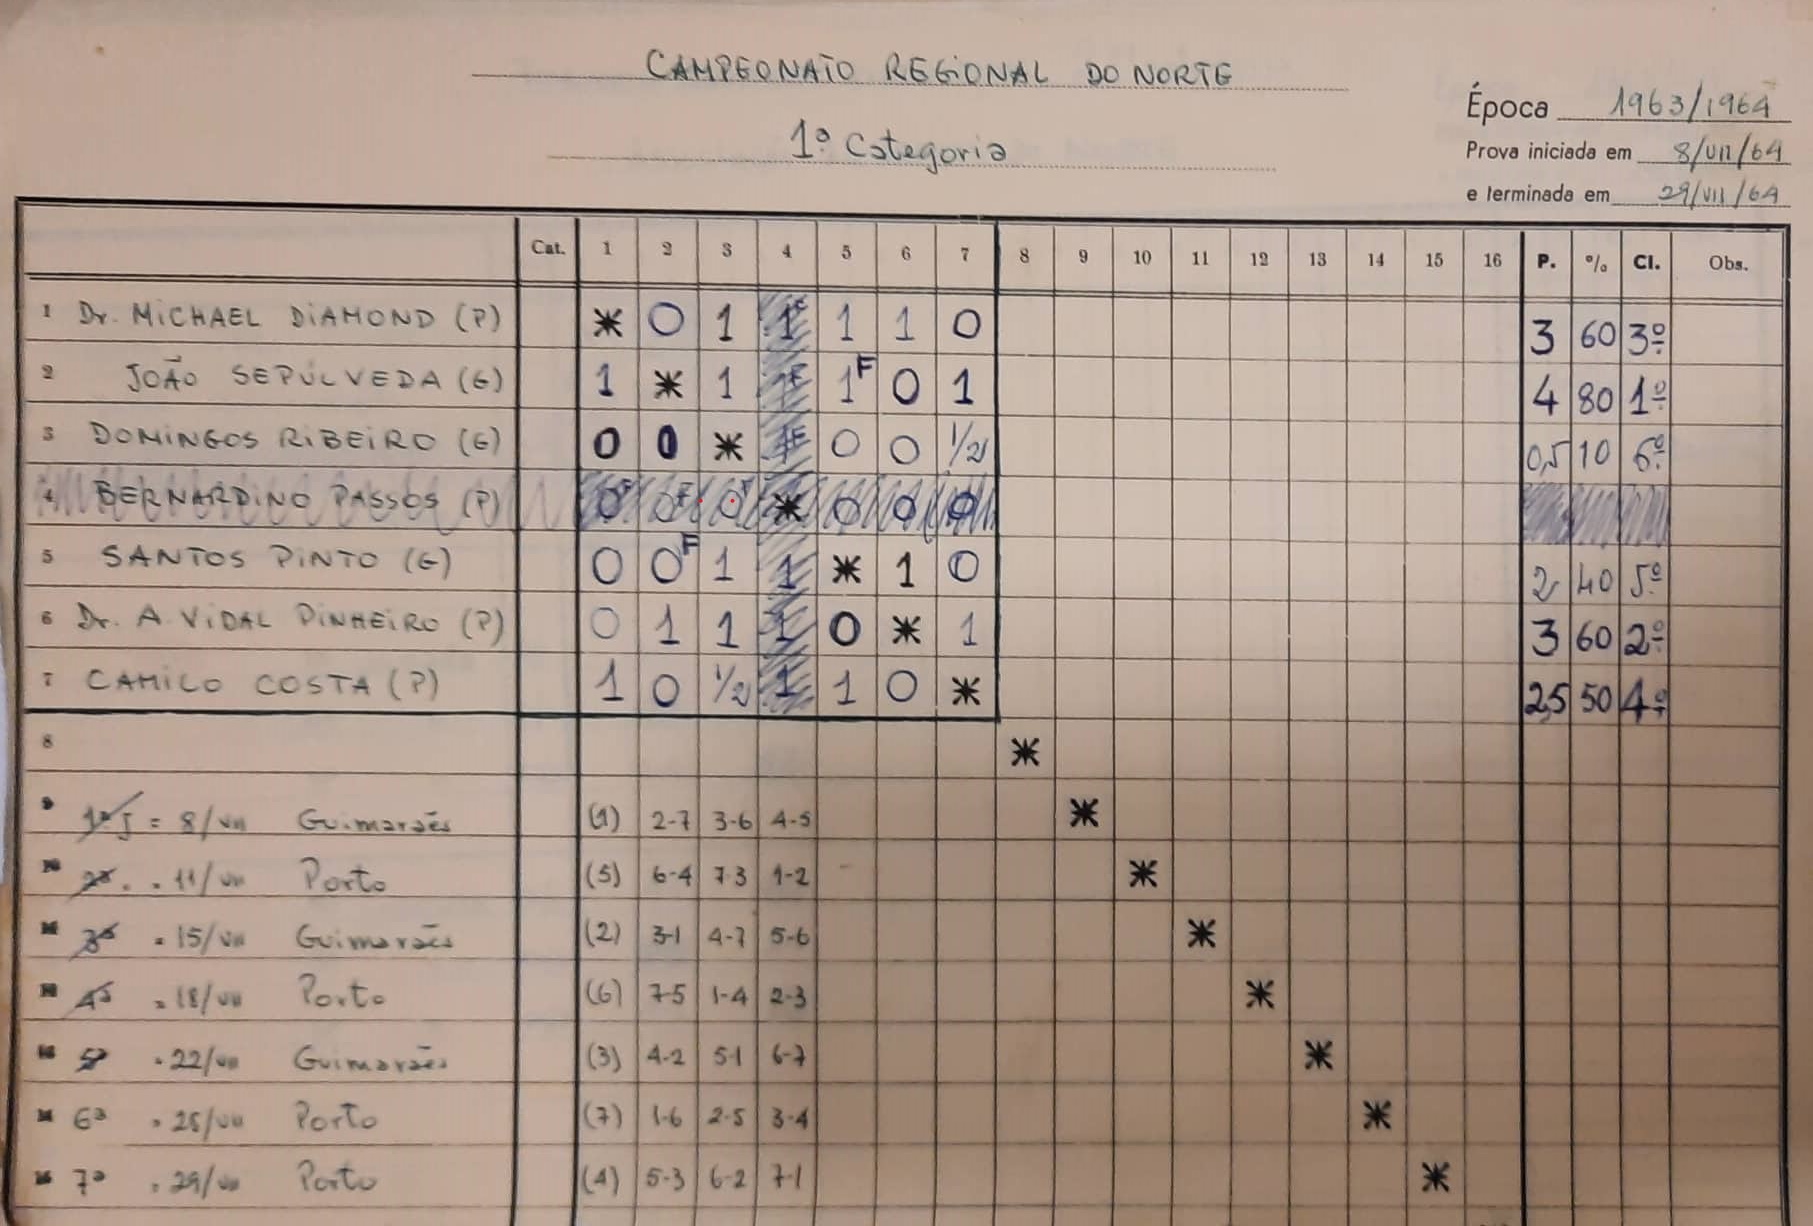 CAMPEONATO REGIONAL DO NORTE
1ª Categoria
Época 1963/1964
Prova iniciada em 8/VII/64
e terminada em 29/VII/64
Cat. 1 2 3 4 5 6 7 8 9 10 11 12 13 14 15 16 P. % Cl. Obs.
1 Dr. MICHAEL DIAMOND (P) * 0 1 1F 1 1 0 3 60 3º
2 JOÃO SEPÚLVEDA (G) 1 * 1 1F 1F 0 1 4 80 1º
3 DOMINGOS RIBEIRO (G) 0 0 * 1F 0 0 1/2 0,5 10 6º
4 BERNARDINO PASSOS (P) 0F 0F 0F * 0 0 0
5 SANTOS PINTO (G) 0 0F 1 1 * 1 0 2 40 5º
6 Dr. A. VIDAL PINHEIRO (P) 0 1 1 1 0 * 1 3 60 2º
7 CAMILO COSTA (P) 1 0 1/2 1 1 0 * 2,5 50 4º
8 *
9 1ª J = 8/VII Guimarães (1) 2-7 3-6 4-5 *
2ª " = 11/VII Porto (5) 6-4 7-3 1-2 *
3ª = 15/VII Guimarães (2) 3-1 4-7 5-6 *
4ª = 18/VII Porto (6) 7-5 1-4 2-3 *
5ª = 22/VII Guimarães (3) 4-2 5-1 6-7 *
6ª = 25/VII Porto (7) 1-6 2-5 3-4 *
7ª = 29/VII Porto (4) 5-3 6-2 7-1 *